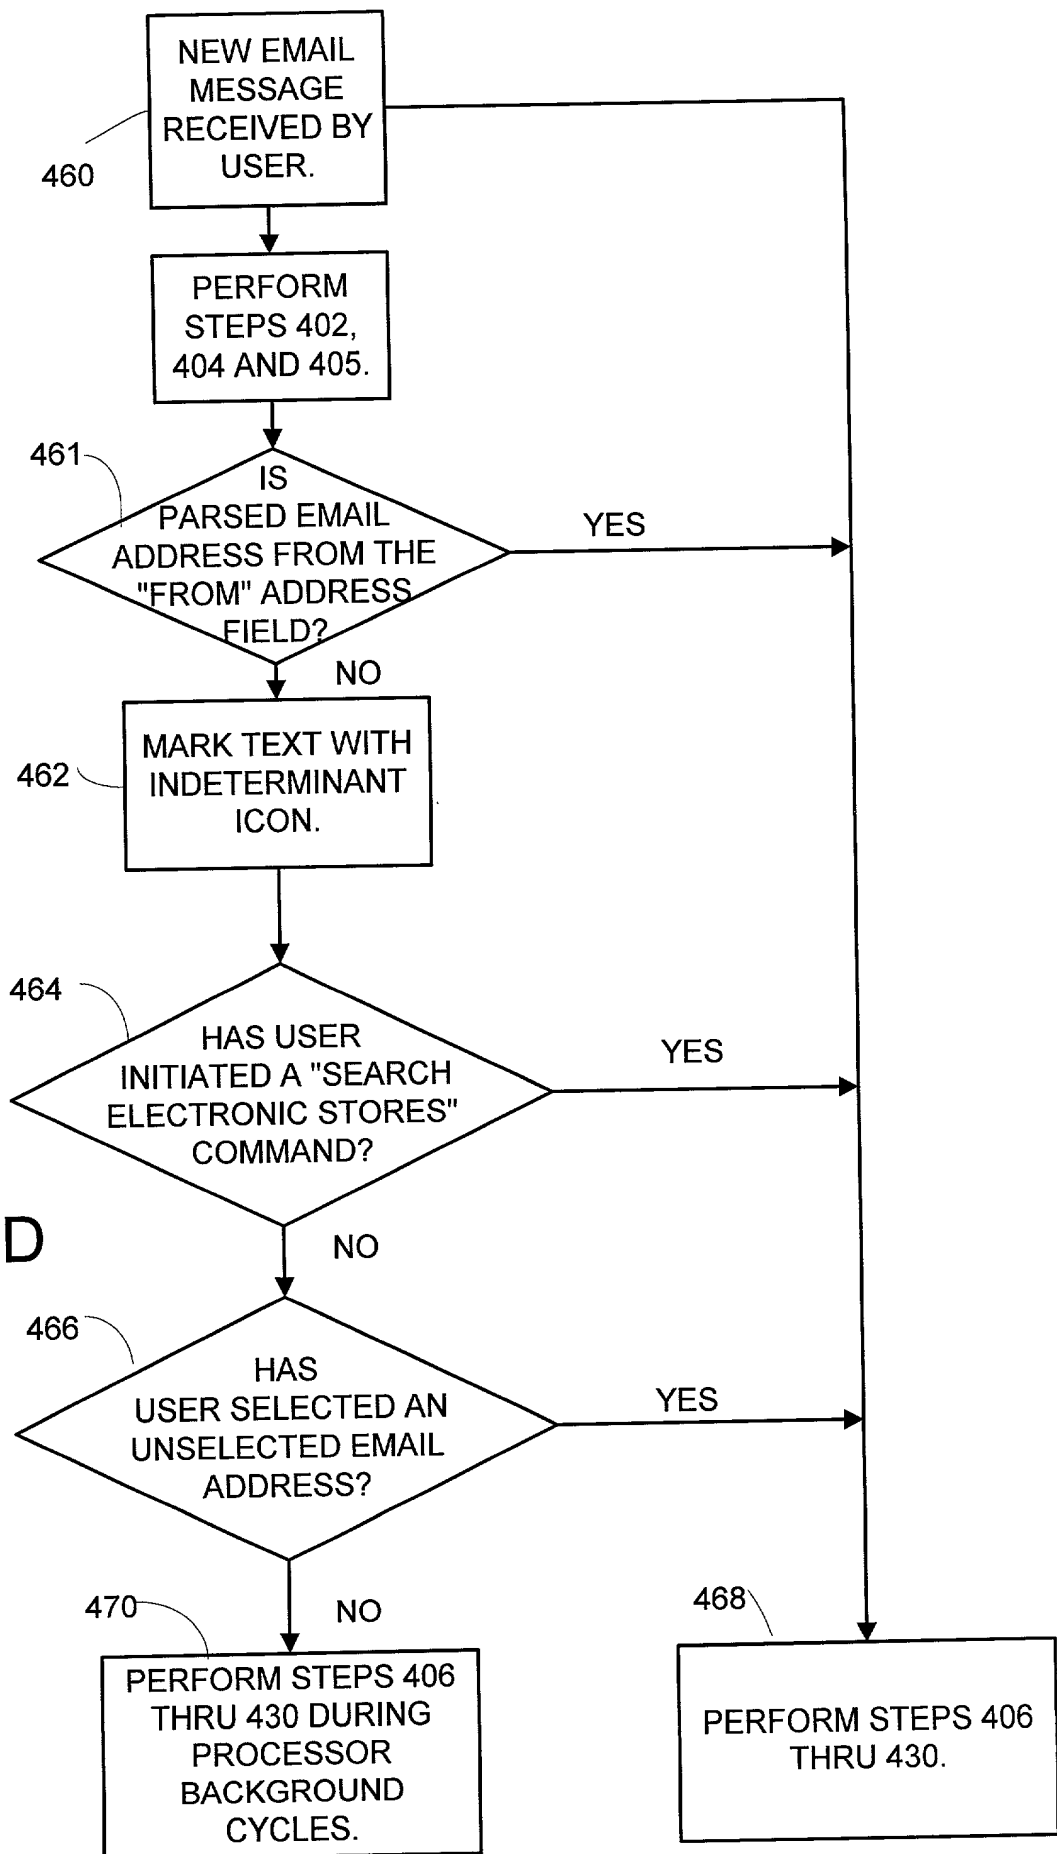 NEW EMAIL
MESSAGE
RECEIVED BY
USER.
460
PERFORM
STEPS 402,
404 AND 405.
461
IS
PARSED EMAIL
ADDRESS FROM THE
"FROM" ADDRESS
FIELD?
YES
NO
MARK TEXT WITH
INDETERMINANT
ICON.
462
464
HAS USER
INITIATED A "SEARCH
ELECTRONIC STORES"
COMMAND?
YES
D
NO
466
HAS
USER SELECTED AN
UNSELECTED EMAIL
ADDRESS?
YES
470
NO
468
PERFORM STEPS 406
THRU 430 DURING
PROCESSOR
BACKGROUND
CYCLES.
PERFORM STEPS 406
THRU 430.